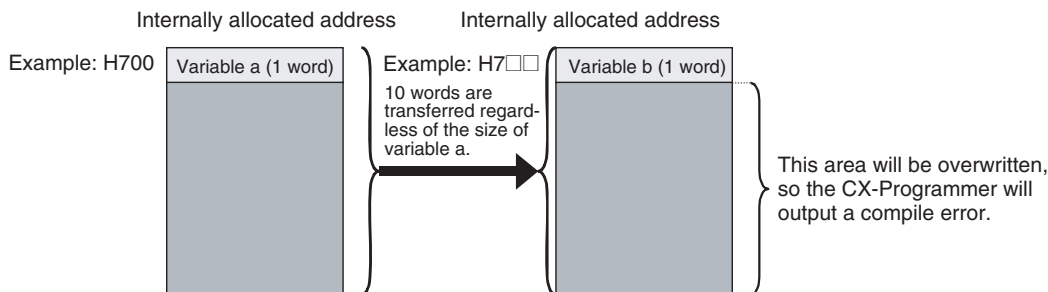 Internally allocated address
Internally allocated address
Example: H700
Variable a (1 word)
Example: H7□□
10 words are
transferred regard-
less of the size of
variable a.
Variable b (1 word)
This area will be overwritten,
so the CX-Programmer will
output a compile error.